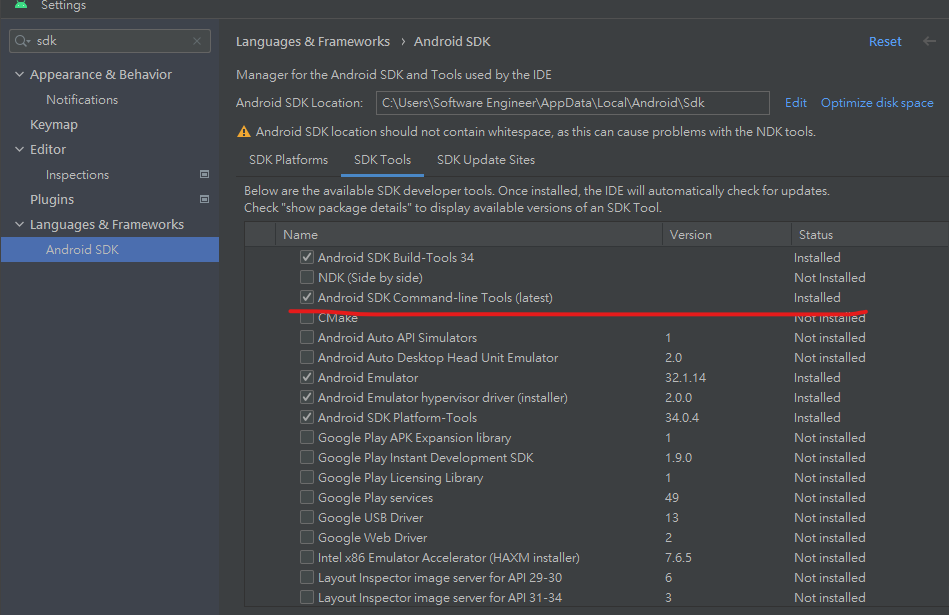 Settings
sdk
Languages & Frameworks › Android SDK
Reset
Appearance & Behavior
Notifications
Keymap
Editor
Inspections
Plugins
Languages & Frameworks
Android SDK
Manager for the Android SDK and Tools used by the IDE
Android SDK Location: C:\Users\Software Engineer\AppData\Local\Android\Sdk Edit Optimize disk space
Android SDK location should not contain whitespace, as this can cause problems with the NDK tools.
SDK Platforms SDK Tools SDK Update Sites
Below are the available SDK developer tools. Once installed, the IDE will automatically check for updates.
Check "show package details" to display available versions of an SDK Tool.
Name Version Status
Android SDK Build-Tools 34 Installed
NDK (Side by side) Not Installed
Android SDK Command-line Tools (latest) Installed
CMake Not Installed
Android Auto API Simulators 1 Not installed
Android Auto Desktop Head Unit Emulator 2.0 Not installed
Android Emulator 32.1.14 Installed
Android Emulator hypervisor driver (installer) 2.0.0 Installed
Android SDK Platform-Tools 34.0.4 Installed
Google Play APK Expansion library 1 Not installed
Google Play Instant Development SDK 1.9.0 Not installed
Google Play Licensing Library 1 Not installed
Google Play services 49 Not installed
Google USB Driver 13 Not installed
Google Web Driver 2 Not installed
Intel x86 Emulator Accelerator (HAXM installer) 7.6.5 Not installed
Layout Inspector image server for API 29-30 6 Not installed
Layout Inspector image server for API 31-34 3 Not installed